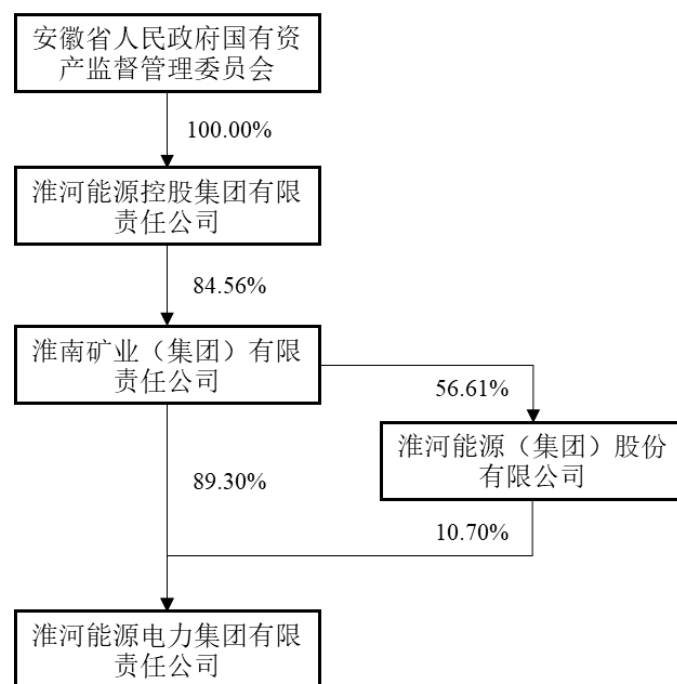 安徽省人民政府国有资
产监督管理委员会
100.00%
淮河能源控股集团有限
责任公司
84.56%
淮南矿业（集团）有限
责任公司
56.61%
淮河能源（集团）股份
有限公司
89.30%
10.70%
淮河能源电力集团有限
责任公司